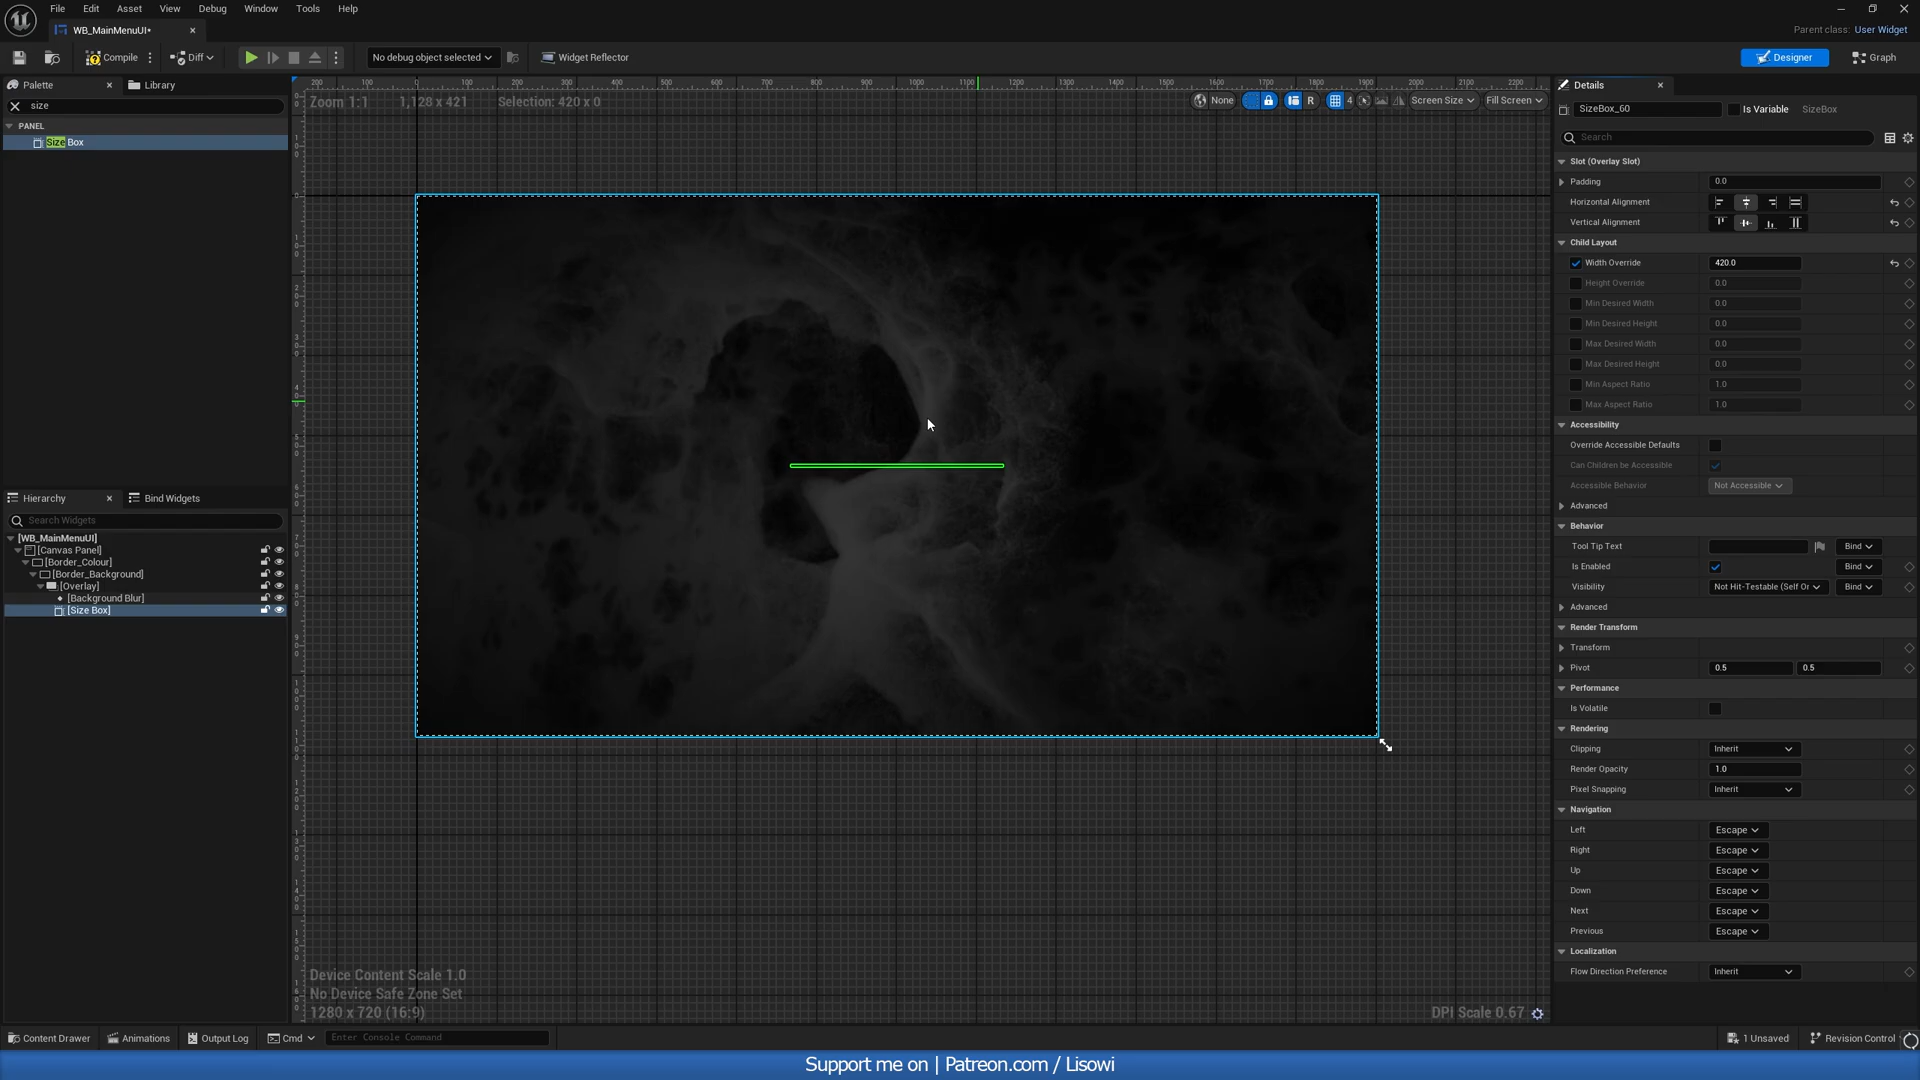 File Edit Asset View Debug Window Tools Help
WB_MainMenuUI•
Parent class: User Widget
Compile Diff No debug object selected Widget Reflector Designer Graph
Palette Library
size
PANEL
Size Box
Zoom 1:1 1,128 x 421 Selection: 420 x 0
None R 4 Screen Size Fill Screen
Device Content Scale 1.0
No Device Safe Zone Set
1280 x 720 (16:9)
DPI Scale 0.67
Hierarchy Bind Widgets
Search Widgets
[WB_MainMenuUI]
[Canvas Panel]
[Border_Colour]
[Border_Background]
[Overlay]
[Background Blur]
[Size Box]
Details
SizeBox_60 Is Variable SizeBox
Search
Slot (Overlay Slot)
Padding 0.0
Horizontal Alignment
Vertical Alignment
Child Layout
Width Override 420.0
Height Override 0.0
Min Desired Width 0.0
Min Desired Height 0.0
Max Desired Width 0.0
Max Desired Height 0.0
Min Aspect Ratio 1.0
Max Aspect Ratio 1.0
Accessibility
Override Accessible Defaults
Can Children be Accessible
Accessible Behavior Not Accessible
Advanced
Behavior
Tool Tip Text Bind
Is Enabled Bind
Visibility Not Hit-Testable (Self Or Bind
Advanced
Render Transform
Transform
Pivot 0.5 0.5
Performance
Is Volatile
Rendering
Clipping Inherit
Render Opacity 1.0
Pixel Snapping Inherit
Navigation
Left Escape
Right Escape
Up Escape
Down Escape
Next Escape
Previous Escape
Localization
Flow Direction Preference Inherit
Content Drawer Animations Output Log Cmd Enter Console Command 1 Unsaved Revision Control
Support me on | Patreon.com / Lisowi